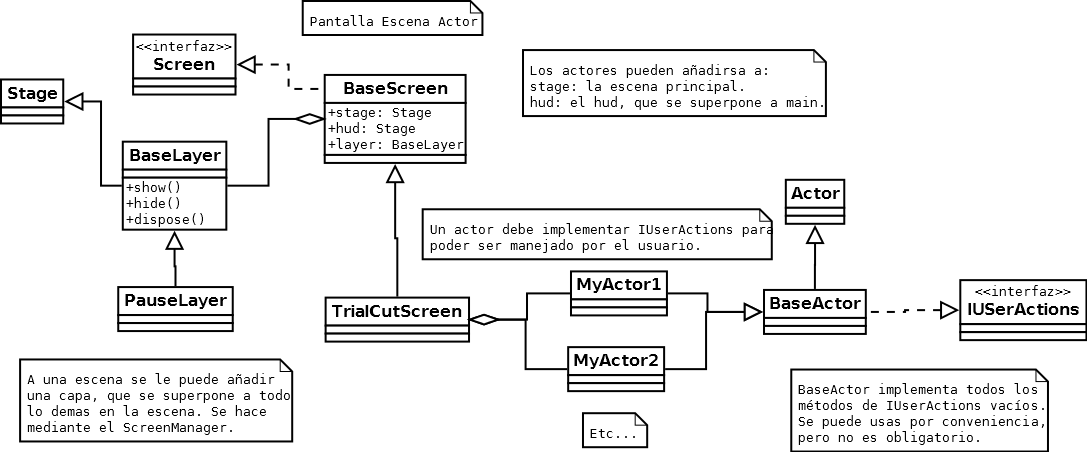 Pantalla Escena Actor
<<interfaz>>
Screen
Los actores pueden añadirsa a:
stage: la escena principal.
hud: el hud, que se superpone a main.
Stage
BaseScreen
+stage: Stage
+hud: Stage
+layer: BaseLayer
BaseLayer
+show()
+hide()
+dispose()
Actor
Un actor debe implementar IUserActions para
poder ser manejado por el usuario.
PauseLayer
TrialCutScreen
MyActor1
BaseActor
<<interfaz>>
IUSerActions
MyActor2
A una escena se le puede añadir
una capa, que se superpone a todo
lo demas en la escena. Se hace
mediante el ScreenManager.
BaseActor implementa todos los
métodos de IUserActions vacíos.
Se puede usas por conveniencia,
pero no es obligatorio.
Etc...